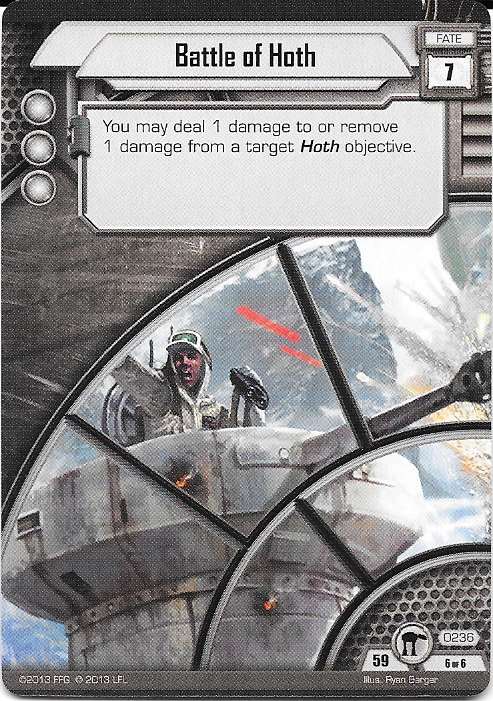 Battle of Hoth
FATE
7
You may deal 1 damage to or remove
1 damage from a target Hoth objective.
0236
59
6 OF 6
©2013 FFG © 2013 LFL
Illus. Ryan Barger